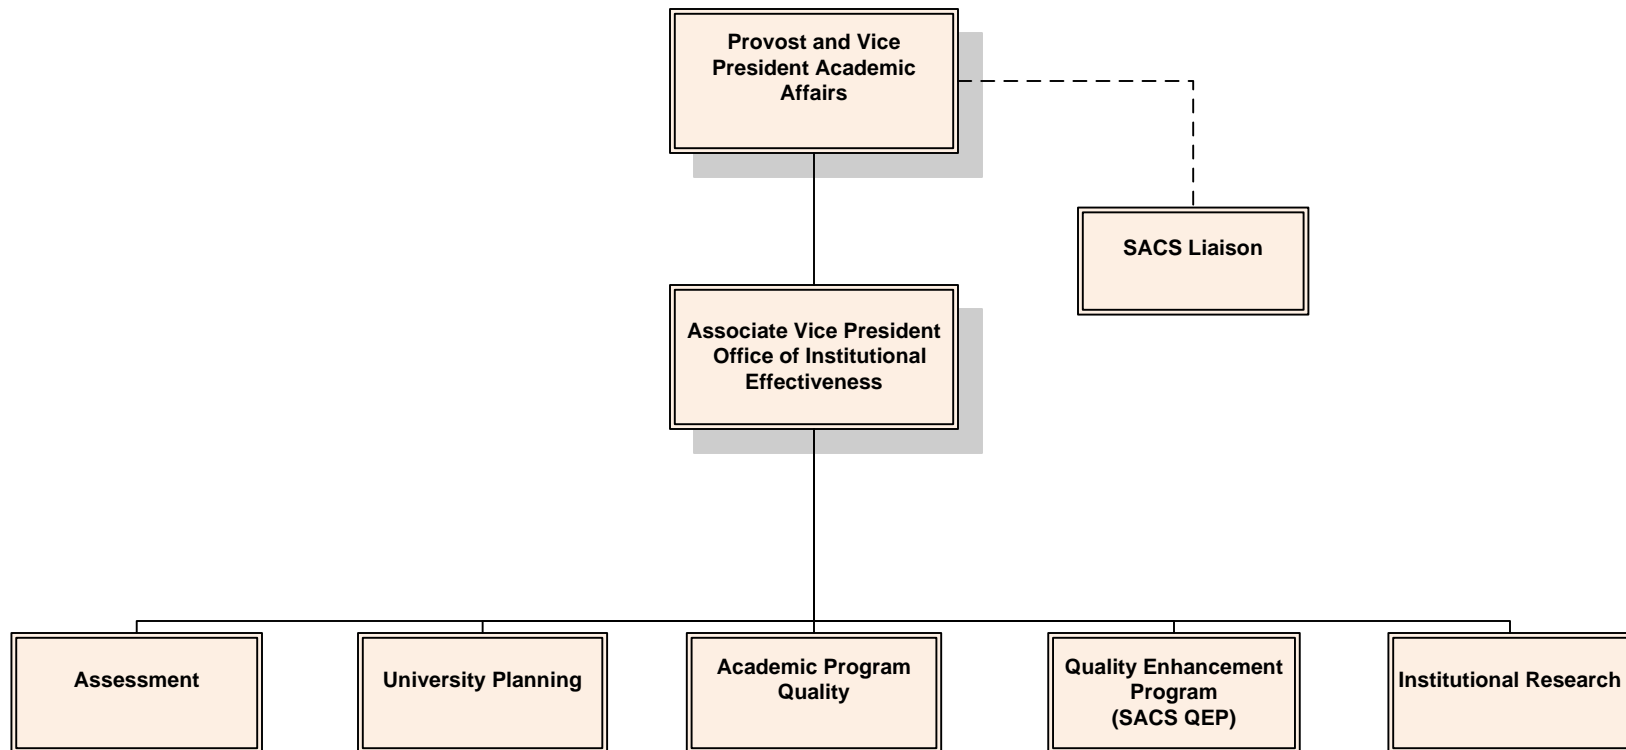 Provost and Vice
President Academic
Affairs
SACS Liaison
Associate Vice President
Office of Institutional
Effectiveness
Assessment
University Planning
Academic Program
Quality
Quality Enhancement
Program
(SACS QEP)
Institutional Research